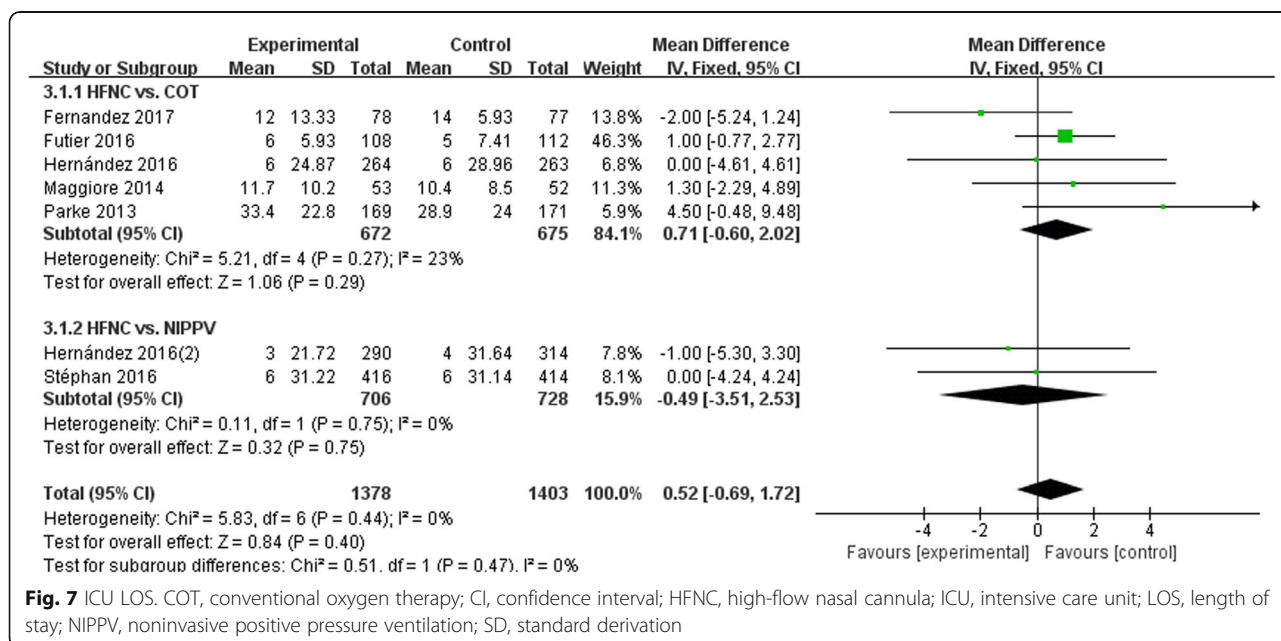 Experimental Control Mean Difference Mean Difference
Study or Subgroup Mean SD Total Mean SD Total Weight IV, Fixed, 95% CI IV, Fixed, 95% CI
3.1.1 HFNC vs. COT
Fernandez 2017 12 13.33 78 14 5.93 77 13.8% -2.00 [-5.24, 1.24]
Futier 2016 6 5.93 108 5 7.41 112 46.3% 1.00 [-0.77, 2.77]
Hernández 2016 6 24.87 264 6 28.96 263 6.8% 0.00 [-4.61, 4.61]
Maggiore 2014 11.7 10.2 53 10.4 8.5 52 11.3% 1.30 [-2.29, 4.89]
Parke 2013 33.4 22.8 169 28.9 24 171 5.9% 4.50 [-0.48, 9.48]
Subtotal (95% CI) 672 675 84.1% 0.71 [-0.60, 2.02]
Heterogeneity: Chi² = 5.21, df = 4 (P = 0.27); I² = 23%
Test for overall effect: Z = 1.06 (P = 0.29)
3.1.2 HFNC vs. NIPPV
Hernández 2016(2) 3 21.72 290 4 31.64 314 7.8% -1.00 [-5.30, 3.30]
Stéphan 2016 6 31.22 416 6 31.14 414 8.1% 0.00 [-4.24, 4.24]
Subtotal (95% CI) 706 728 15.9% -0.49 [-3.51, 2.53]
Heterogeneity: Chi² = 0.11, df = 1 (P = 0.75); I² = 0%
Test for overall effect: Z = 0.32 (P = 0.75)
Total (95% CI) 1378 1403 100.0% 0.52 [-0.69, 1.72]
Heterogeneity: Chi² = 5.83, df = 6 (P = 0.44); I² = 0%
Test for overall effect: Z = 0.84 (P = 0.40)
Test for subgroup differences: Chi² = 0.51, df = 1 (P = 0.47), I² = 0%
-4 -2 0 2 4
Favours [experimental] Favours [control]
Fig. 7 ICU LOS. COT, conventional oxygen therapy; CI, confidence interval; HFNC, high-flow nasal cannula; ICU, intensive care unit; LOS, length of
stay; NIPPV, noninvasive positive pressure ventilation; SD, standard derivation